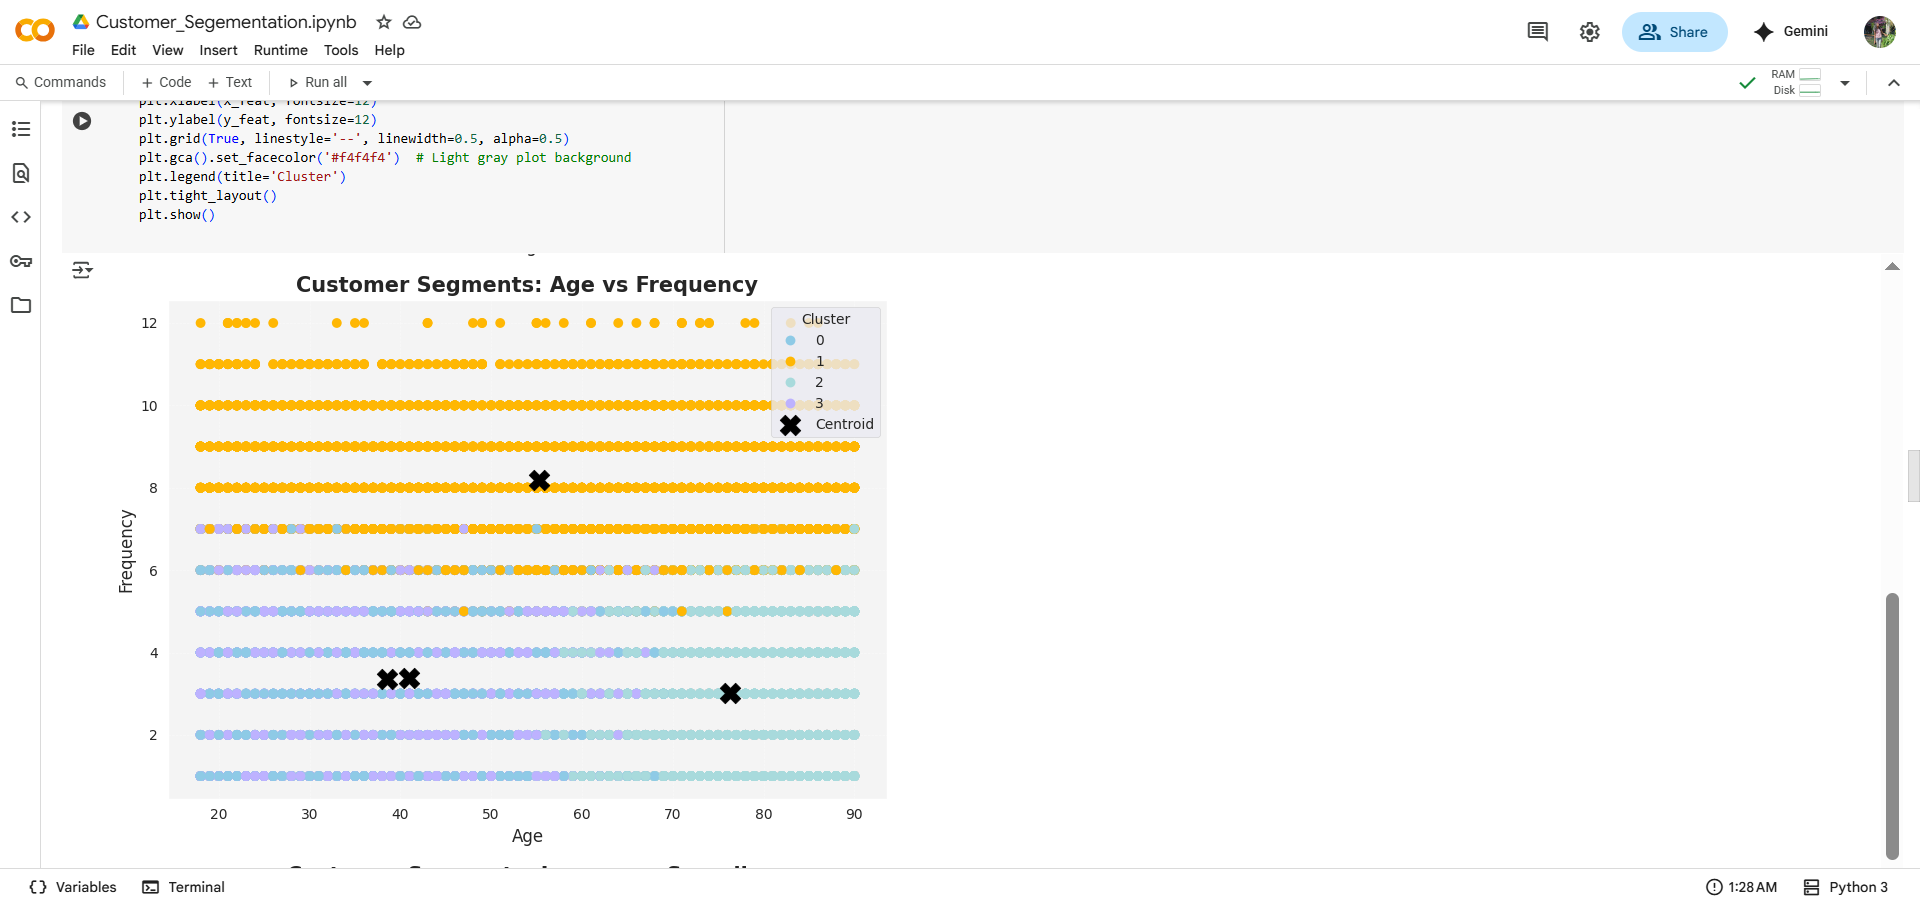 Customer_Segementation.ipynb
File Edit View Insert Runtime Tools Help
Share
Gemini
Commands + Code + Text Run all
RAM
Disk
plt.xlabel(x_feat, fontsize=12)
plt.ylabel(y_feat, fontsize=12)
plt.grid(True, linestyle='--', linewidth=0.5, alpha=0.5)
plt.gca().set_facecolor('#f4f4f4')  # Light gray plot background
plt.legend(title='Cluster')
plt.tight_layout()
plt.show()
Customer Segments: Age vs Frequency
Cluster
0
1
2
3
Centroid
12
10
8
6
4
2
Frequency
20 30 40 50 60 70 80 90
Age
Variables Terminal 1:28 AM Python 3